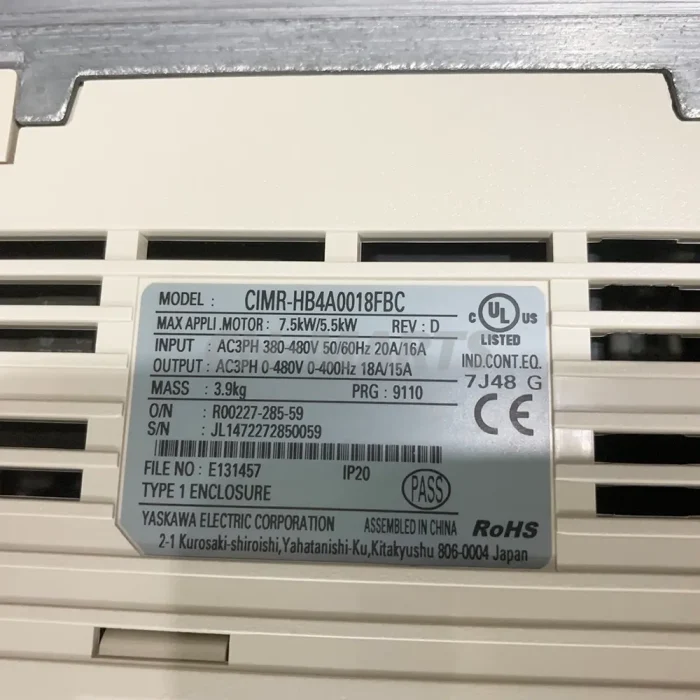 MODEL : CIMR-HB4A0018FBC
MAX APPLI .MOTOR : 7.5kW/5.5kW REV : D
INPUT : AC3PH 380-480V 50/60Hz 20A/16A
OUTPUT : AC3PH 0-480V 0-400Hz 18A/15A
MASS : 3.9kg PRG : 9110
O/N : R00227-285-59
S/N : JL1472272850059
FILE NO : E131457 IP20
TYPE 1 ENCLOSURE
PASS
C UL US
LISTED
IND.CONT.EQ.
7J48 G
CE
YASKAWA ELECTRIC CORPORATION ASSEMBLED IN CHINA RoHS
2-1 Kurosaki-shiroishi,Yahatanishi-Ku,Kitakyushu 806-0004 Japan